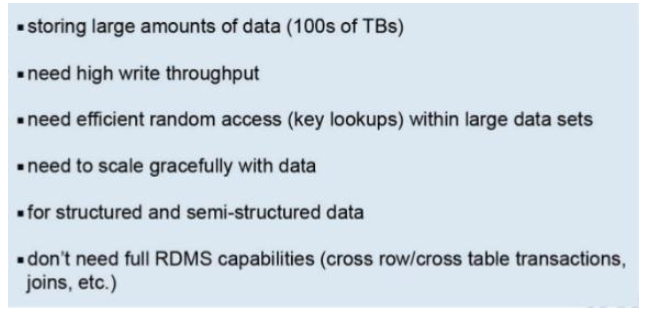 ▪ storing large amounts of data (100s of TBs)
▪ need high write throughput
▪ need efficient random access (key lookups) within large data sets
▪ need to scale gracefully with data
▪ for structured and semi-structured data
▪ don't need full RDMS capabilities (cross row/cross table transactions,
joins, etc.)